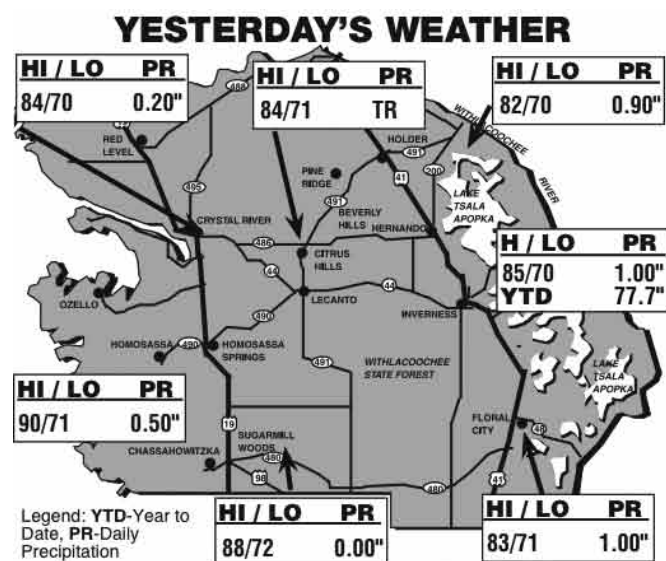 YESTERDAY'S WEATHER
HI / LO PR
84/70 0.20"
HI / LO PR
84/71 TR
HI / LO PR
82/70 0.90"
488
WITHLACOOCHEE
RIVER
RED
LEVEL
HOLDER
491
PINE
RIDGE
200
495
41
491
LAKE
TSALA
APOPKA
BEVERLY
HILLS
CRYSTAL RIVER
HERNANDO
486
CITRUS
HILLS
HI / LO PR
85/70 1.00"
YTD 77.7"
44
44
OZELLO
LECANTO
INVERNESS
490
HOMOSASSA
490
HOMOSASSA
SPRINGS
491
WITHLACOOCHEE
STATE FOREST
LAKE
TSALA
APOPKA
HI / LO PR
90/71 0.50"
19
FLORAL
CITY
48
SUGARMILL
WOODS
CHASSAHOWITZKA
480
98
480
41
Legend: YTD-Year to
Date, PR-Daily
Precipitation
HI / LO PR
88/72 0.00"
HI / LO PR
83/71 1.00"